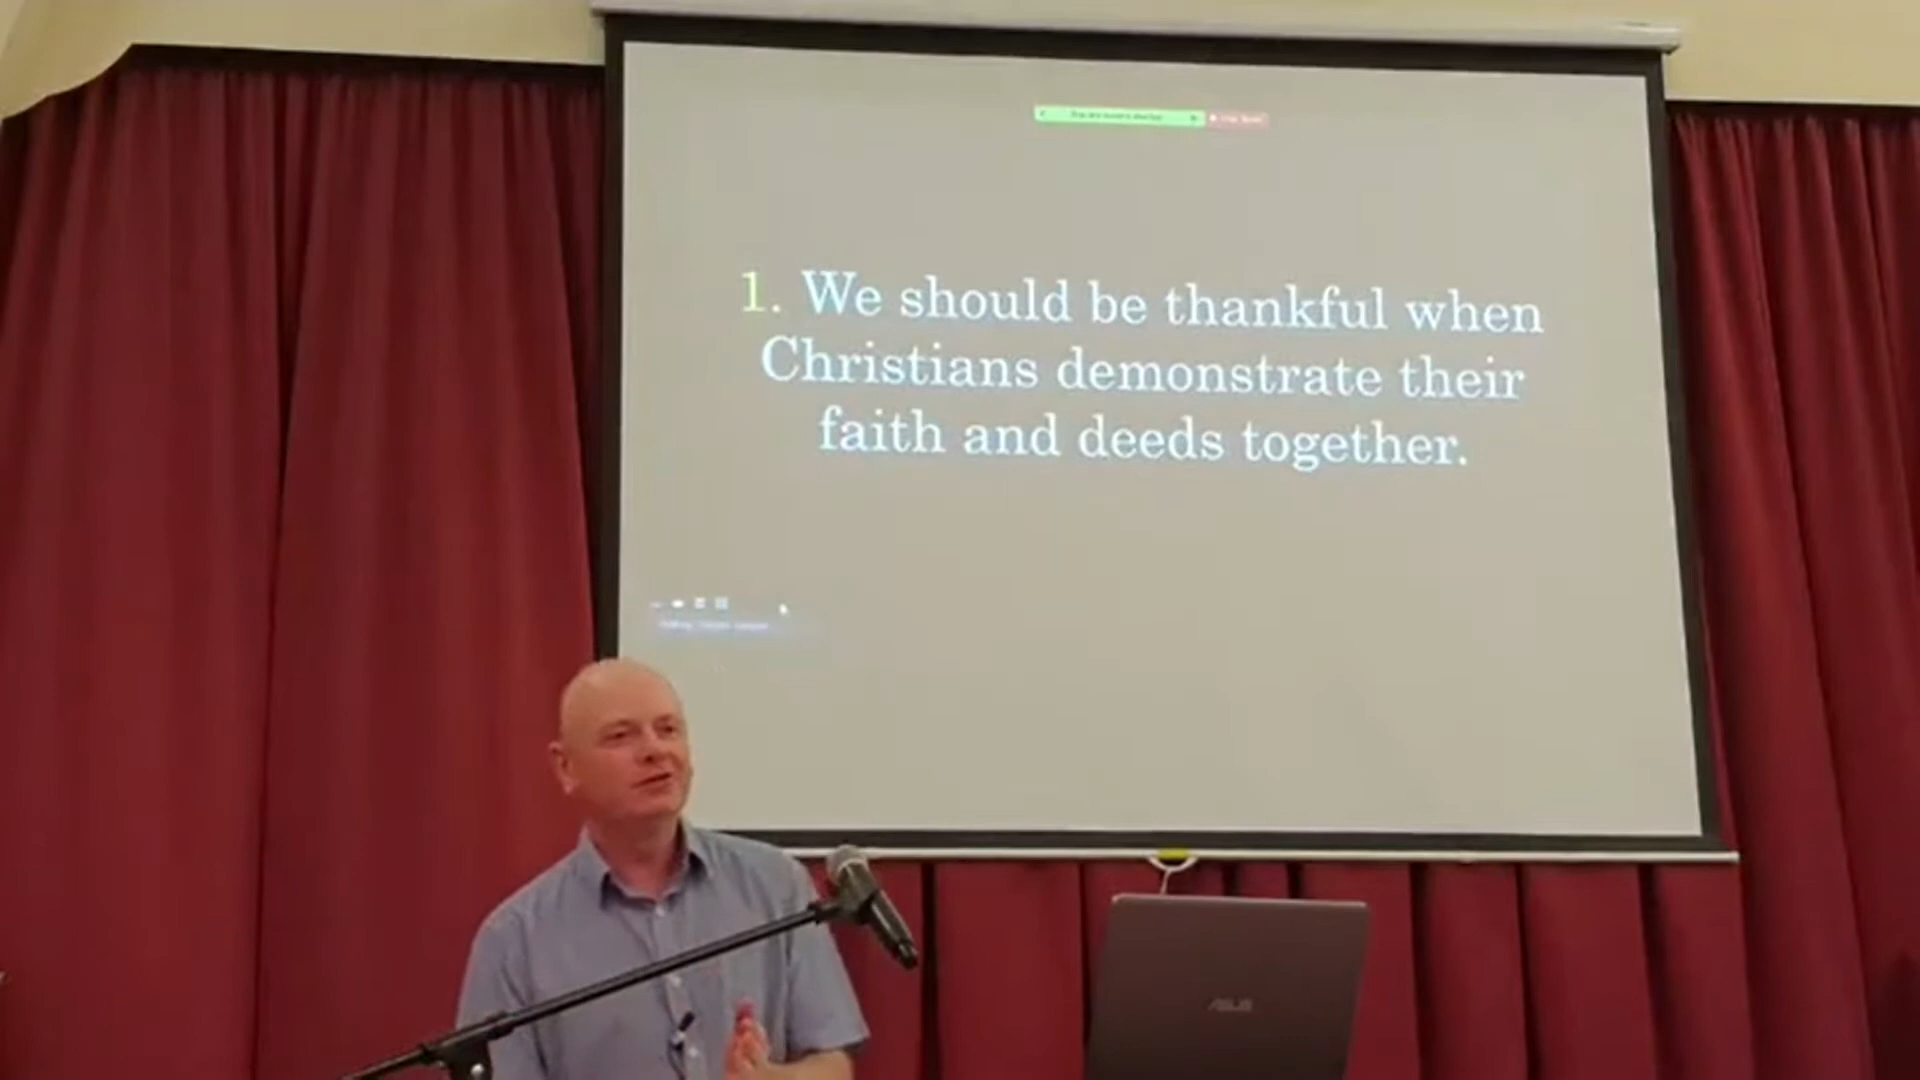 1. We should be thankful when
Christians demonstrate their
faith and deeds together.
ASUS